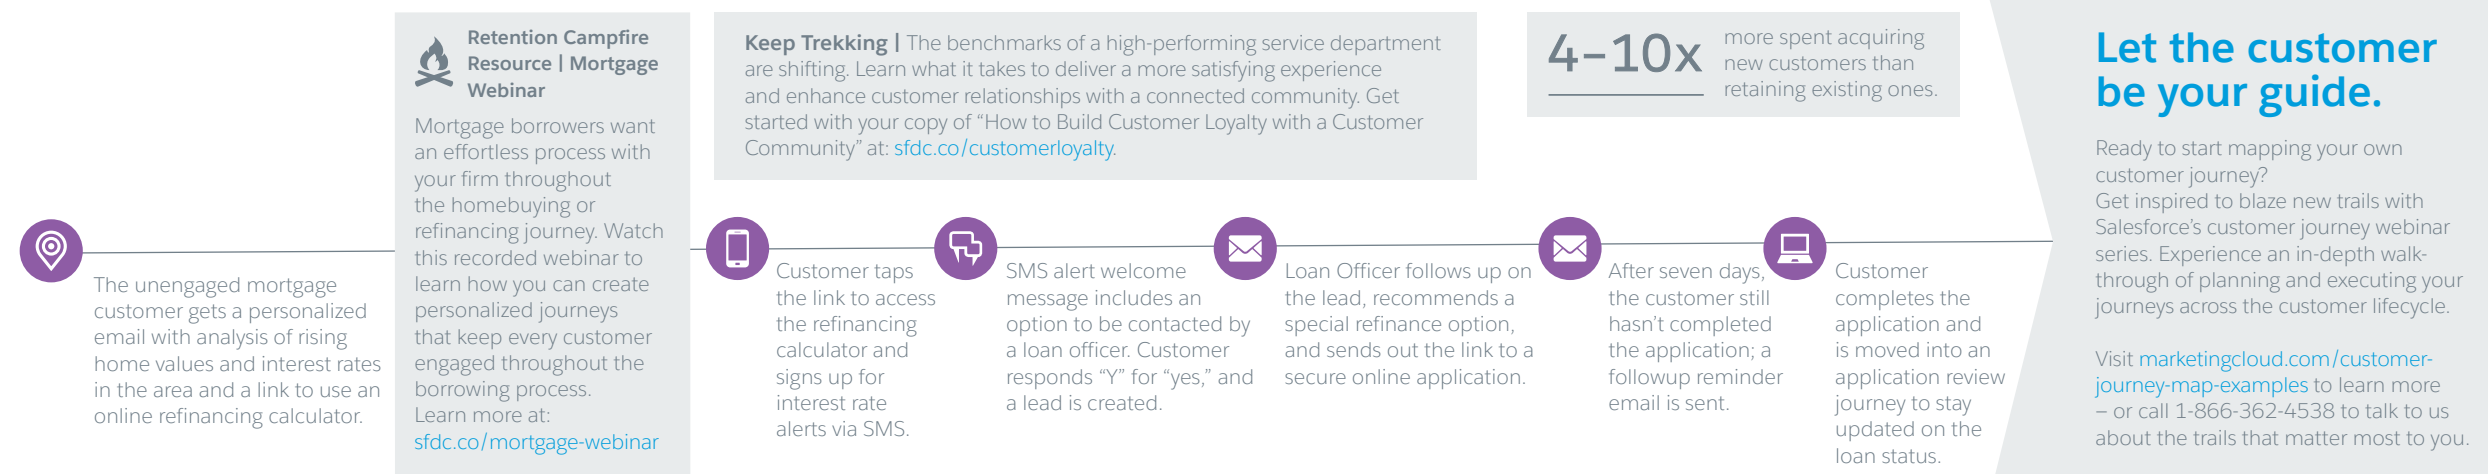 Retention Campfire
Resource | Mortgage
Webinar
Mortgage borrowers want
an effortless process with
your firm throughout
the homebuying or
refinancing journey. Watch
this recorded webinar to
learn how you can create
personalized journeys
that keep every customer
engaged throughout the
borrowing process.
Learn more at:
sfdc.co/mortgage-webinar
Keep Trekking | The benchmarks of a high-performing service department
are shifting. Learn what it takes to deliver a more satisfying experience
and enhance customer relationships with a connected community. Get
started with your copy of “How to Build Customer Loyalty with a Customer
Community” at: sfdc.co/customerloyalty.
4–10x
more spent acquiring
new customers than
retaining existing ones.
The unengaged mortgage
customer gets a personalized
email with analysis of rising
home values and interest rates
in the area and a link to use an
online refinancing calculator.
Customer taps
the link to access
the refinancing
calculator and
signs up for
interest rate
alerts via SMS.
SMS alert welcome
message includes an
option to be contacted by
a loan officer. Customer
responds “Y” for “yes,” and
a lead is created.
Loan Officer follows up on
the lead, recommends a
special refinance option,
and sends out the link to a
secure online application.
After seven days,
the customer still
hasn’t completed
the application; a
followup reminder
email is sent.
Customer
completes the
application and
is moved into an
application review
journey to stay
updated on the
loan status.
Let the customer
be your guide.
Ready to start mapping your own
customer journey?
Get inspired to blaze new trails with
Salesforce’s customer journey webinar
series. Experience an in-depth walk-
through of planning and executing your
journeys across the customer lifecycle.
Visit marketingcloud.com/customer-
journey-map-examples to learn more
– or call 1-866-362-4538 to talk to us
about the trails that matter most to you.